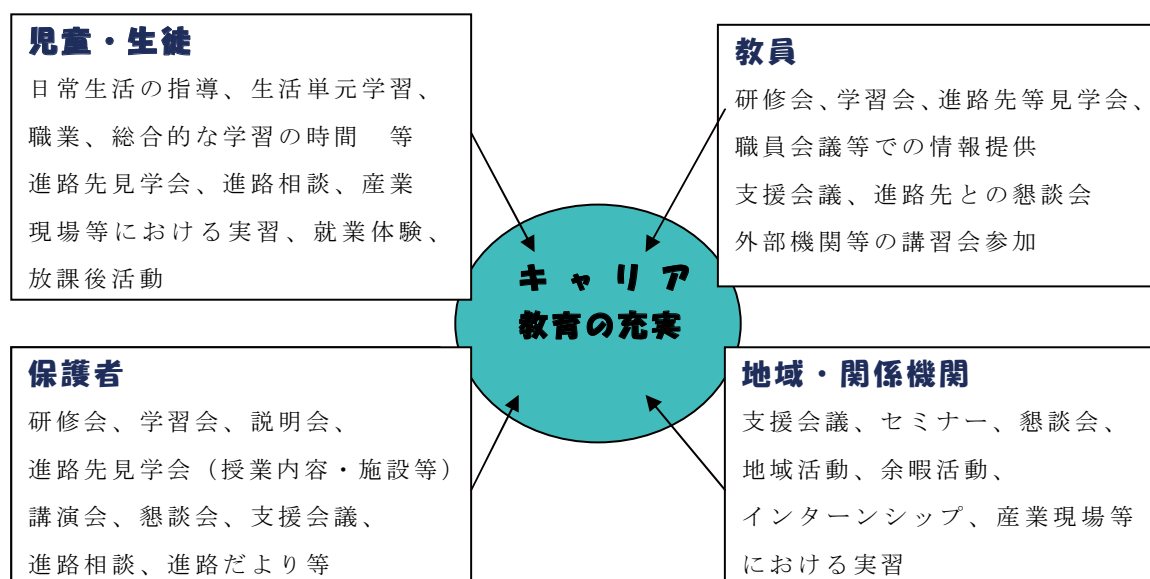 児童・生徒
日常生活の指導、生活単元学習、
職業、総合的な学習の時間　等
進路先見学会、進路相談、産業
現場等における実習、就業体験、
放課後活動
教員
研修会、学習会、進路先等見学会、
職員会議等での情報提供
支援会議、進路先との懇談会
外部機関等の講習会参加
キャリア
教育の充実
保護者
研修会、学習会、説明会、
進路先見学会（授業内容・施設等）
講演会、懇談会、支援会議、
進路相談、進路だより等
地域・関係機関
支援会議、セミナー、懇談会、
地域活動、余暇活動、
インターンシップ、産業現場等
における実習